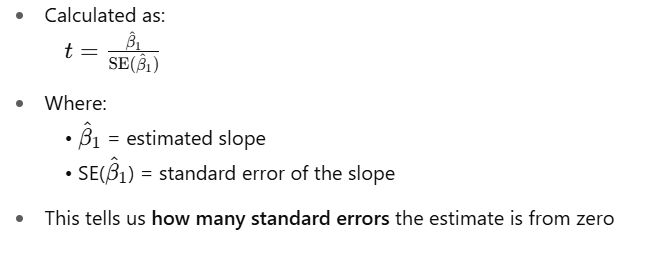 • Calculated as:
t = β̂₁ / SE(β̂₁)
• Where:
• β̂₁ = estimated slope
• SE(β̂₁) = standard error of the slope
• This tells us how many standard errors the estimate is from zero